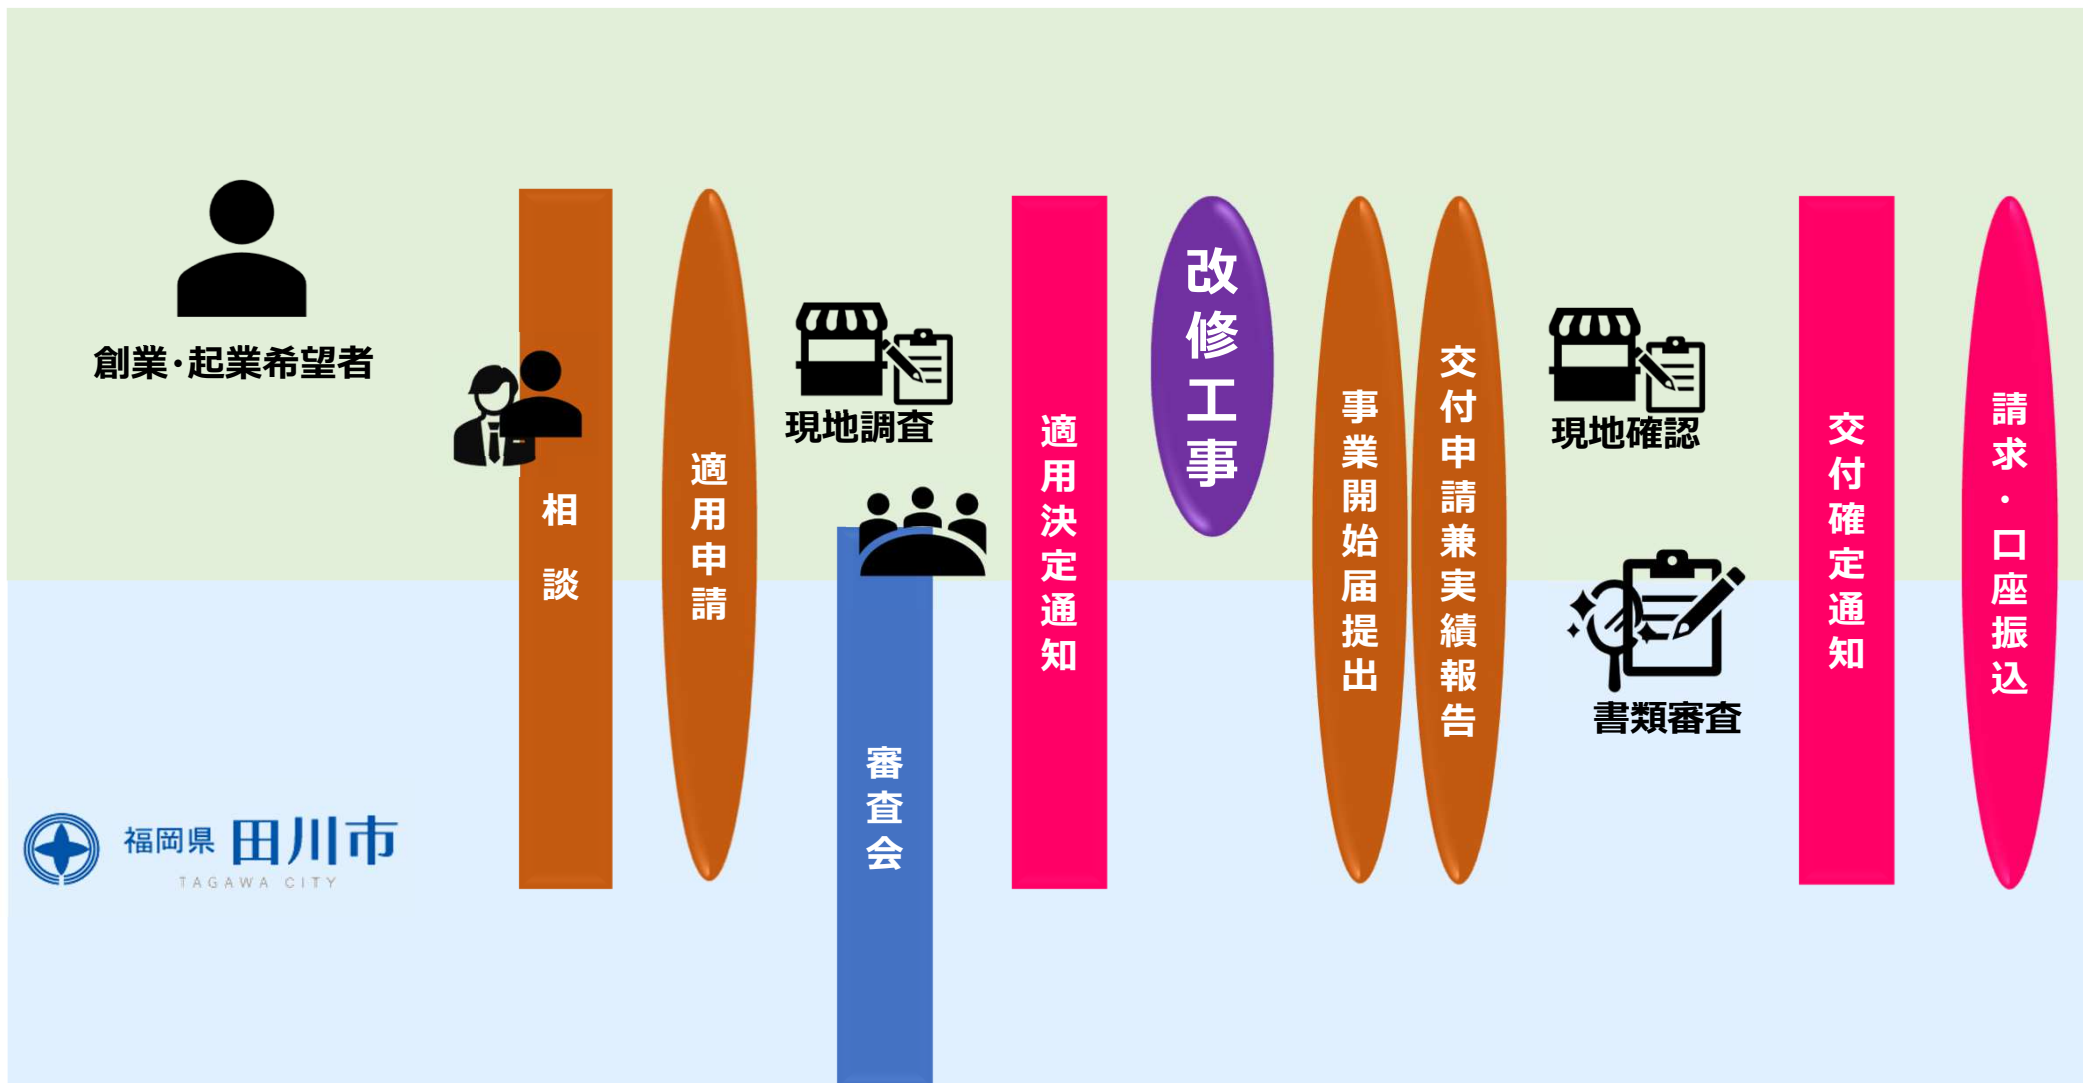 創業・起業希望者
福岡県 田川市
TAGAWA CITY
相談
適用申請
現地調査
審査会
適用決定通知
改修工事
事業開始届提出
交付申請兼実績報告
現地確認
書類審査
交付確定通知
請求・口座振込